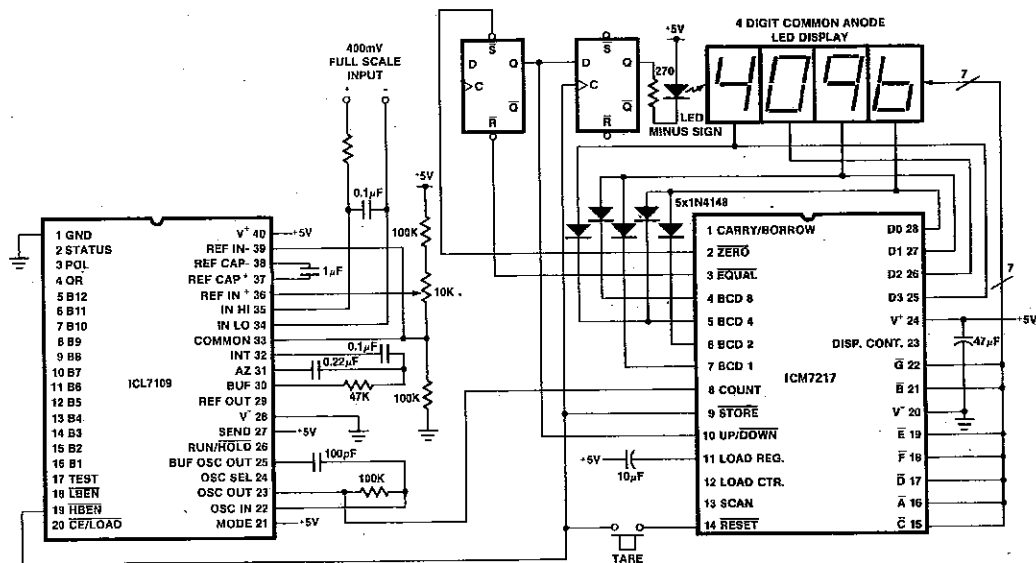 4 DIGIT COMMON ANODE
LED DISPLAY
+5V
400mV
FULL SCALE
INPUT
+ -
S
D Q
C
Q
R
S
D Q
C
Q
R
270
LED
MINUS SIGN
4096
7
0.1µF
+5V
100K
10K
100K
5x1N4148
ICL7109
1 GND
2 STATUS
3 POL
4 OR
5 B12
6 B11
7 B10
8 B9
9 B8
10 B7
11 B6
12 B5
13 B4
14 B3
15 B2
16 B1
17 TEST
18 LBEN
19 HBEN
20 CE/LOAD
V+ 40
REF IN- 39
REF CAP- 38
REF CAP+ 37
REF IN+ 36
IN HI 35
IN LO 34
COMMON 33
INT 32
AZ 31
BUF 30
REF OUT 29
V- 28
SEND 27
RUN/HOLD 26
BUF OSC OUT 25
OSC SEL 24
OSC OUT 23
OSC IN 22
MODE 21
+5V
1µF
0.1µF
0.22µF
47K
+5V
100pF
100K
+5V
ICM7217
1 CARRY/BORROW
2 ZERO
3 EQUAL
4 BCD 8
5 BCD 4
6 BCD 2
7 BCD 1
8 COUNT
9 STORE
10 UP/DOWN
11 LOAD REG.
12 LOAD CTR.
13 SCAN
14 RESET
D0 28
D1 27
D2 26
D3 25
V+ 24
DISP. CONT. 23
G 22
B 21
V- 20
E 19
F 18
D 17
A 16
C 15
7
+5V
47µF
+5V
10µF
TARE